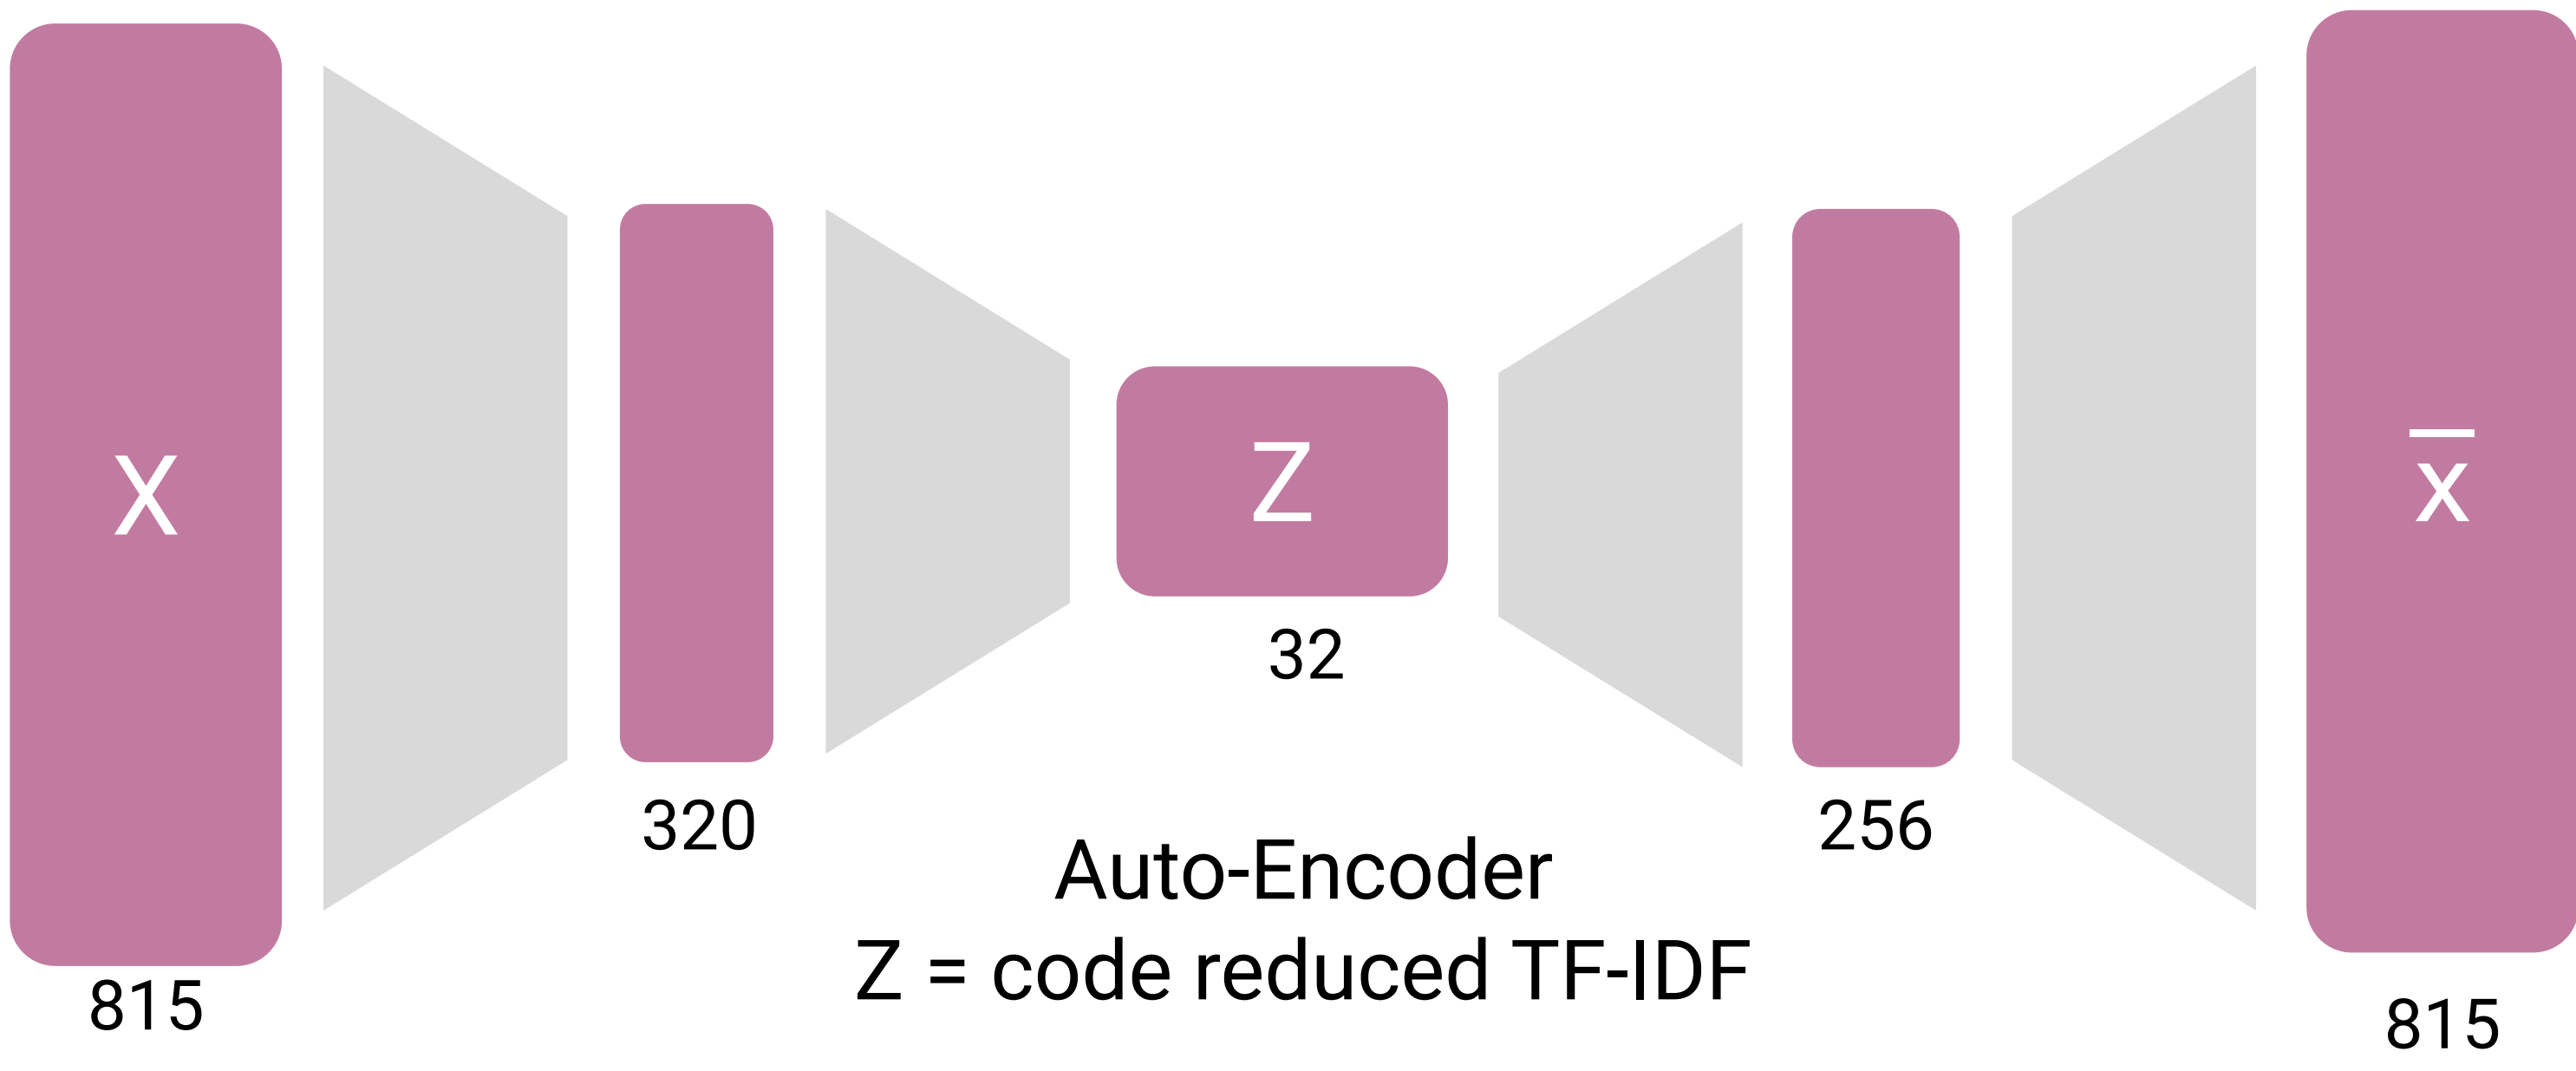 X
Z
x̅
32
320
256
Auto-Encoder
Z = code reduced TF-IDF
815
815